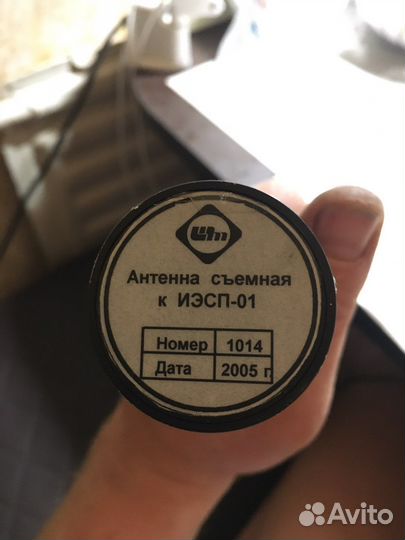 Антенна съемная
к ИЭСП-01
Номер 1014
Дата 2005 г.
Avito